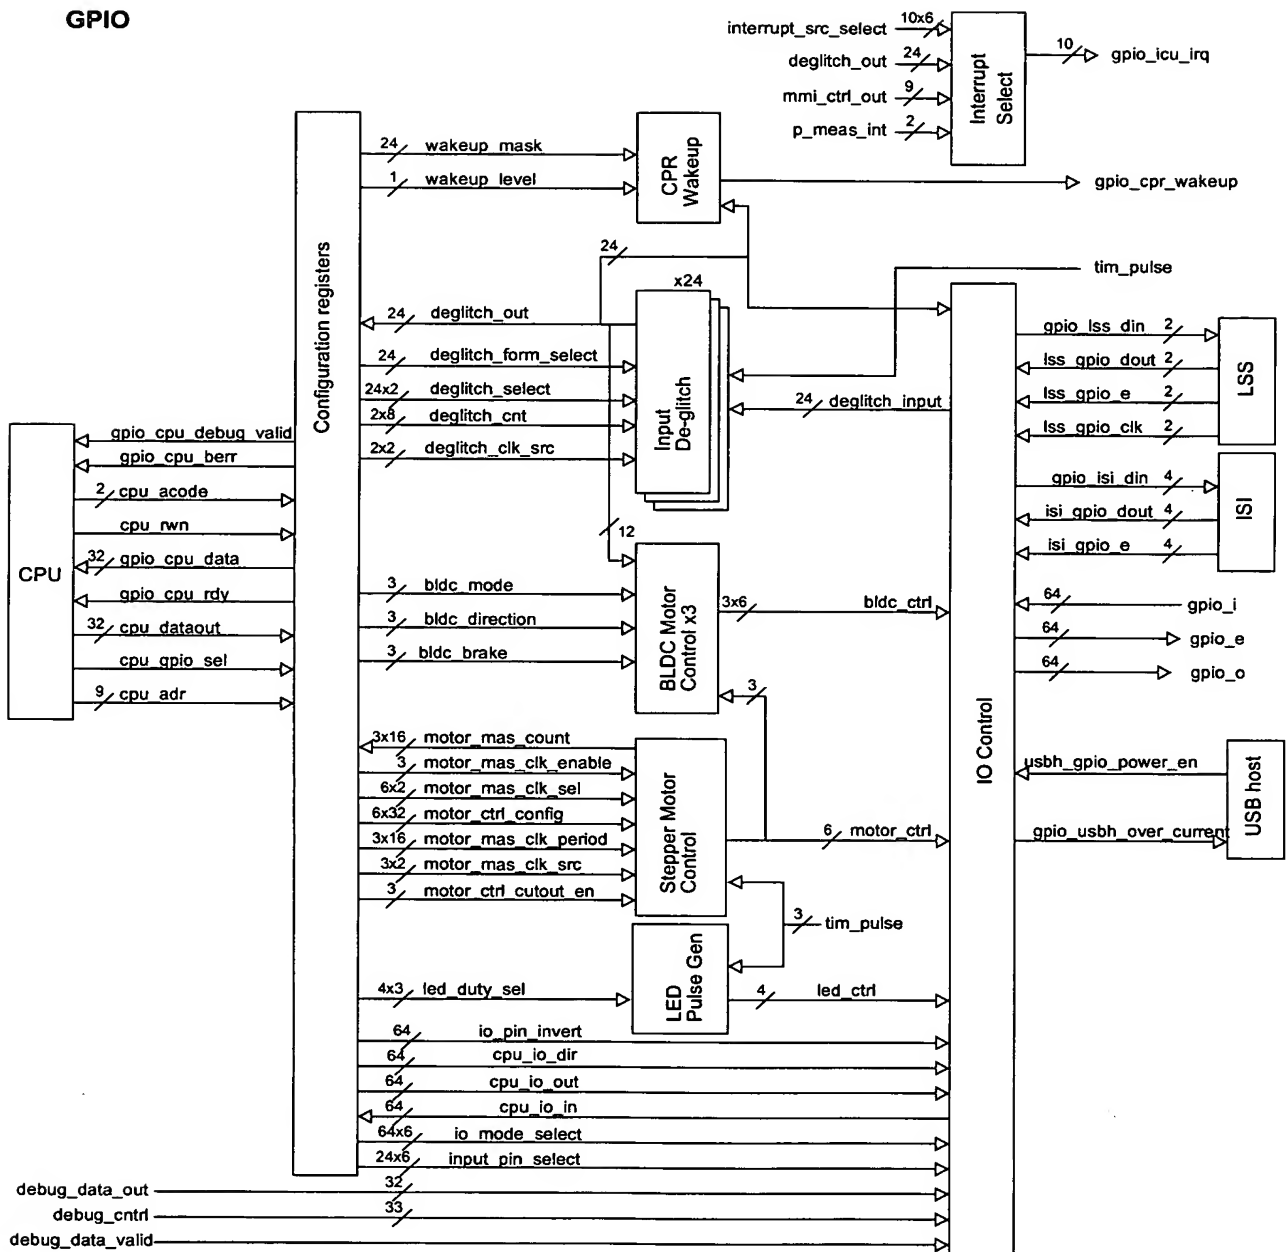 GPIO
interrupt_src_select 10x6
deglitch_out 24
mmi_ctrl_out 9
p_meas_int 2
Interrupt Select
10 gpio_icu_irq
Configuration registers
24 wakeup_mask
1 wakeup_level
CPR Wakeup
gpio_cpr_wakeup
24
tim_pulse
x24
24 deglitch_out
24 deglitch_form_select
24x2 deglitch_select
2x8 deglitch_cnt
2x2 deglitch_clk_src
Input De-glitch
24 deglitch_input
12
CPU
gpio_cpu_debug_valid
gpio_cpu_berr
2 cpu_acode
cpu_rwn
32 gpio_cpu_data
gpio_cpu_rdy
32 cpu_dataout
cpu_gpio_sel
9 cpu_adr
3 bldc_mode
3 bldc_direction
3 bldc_brake
BLDC Motor Control x3
3x6 bldc_ctrl
3
3x16 motor_mas_count
3 motor_mas_clk_enable
6x2 motor_mas_clk_sel
6x32 motor_ctrl_config
3x16 motor_mas_clk_period
3x2 motor_mas_clk_src
3 motor_ctrl_cutout_en
Stepper Motor Control
6 motor_ctrl
3 tim_pulse
4x3 led_duty_sel
LED Pulse Gen
4 led_ctrl
64 io_pin_invert
64 cpu_io_dir
64 cpu_io_out
64 cpu_io_in
64x6 io_mode_select
24x6 input_pin_select
debug_data_out 32
debug_cntrl 33
debug_data_valid
IO Control
gpio_lss_din 2
lss_gpio_dout 2
lss_gpio_e 2
lss_gpio_clk 2
LSS
gpio_isi_din 4
isi_gpio_dout 4
isi_gpio_e 4
ISI
64 gpio_i
64 gpio_e
64 gpio_o
usbh_gpio_power_en
gpio_usbh_over_current
USB host